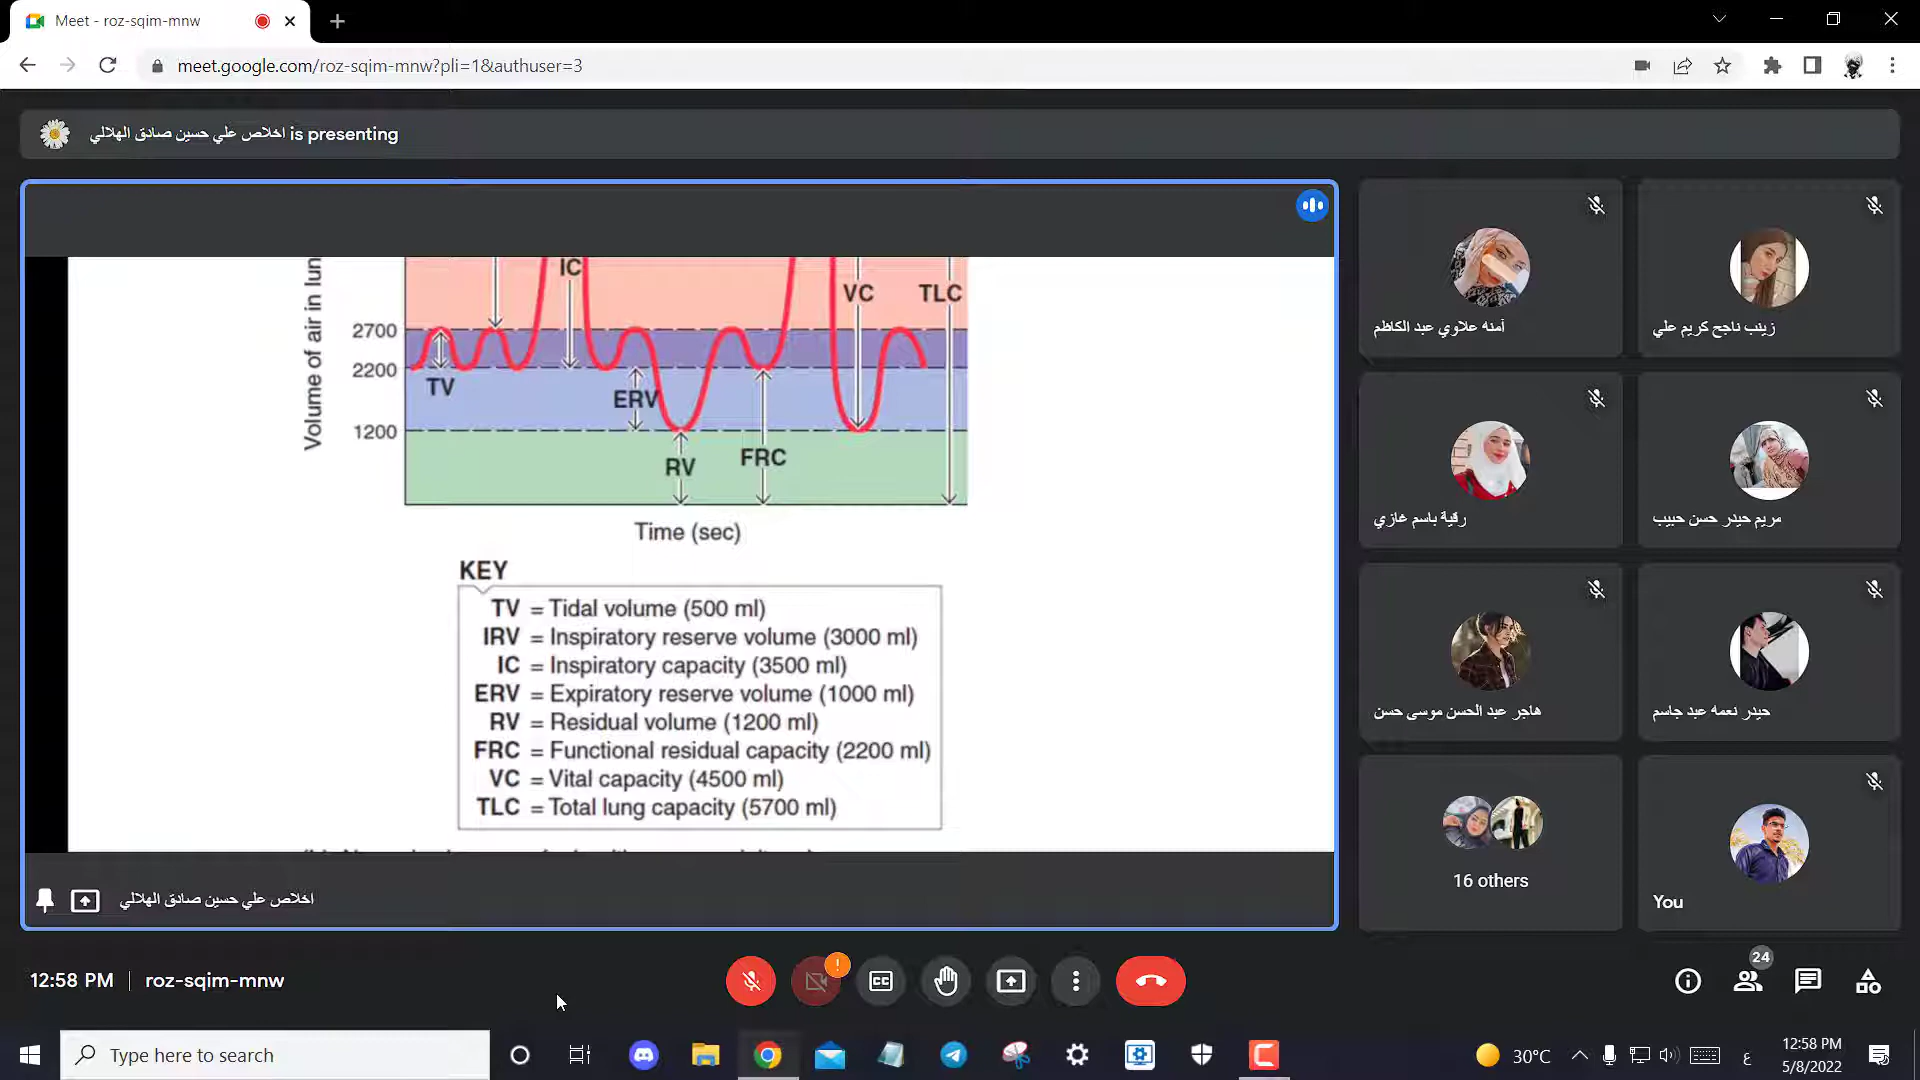 Meet - roz-sqim-mnw
meet.google.com/roz-sqim-mnw?pli=1&authuser=3
اخلاص علي حسين صادق الهلالي is presenting
Volume of air in lun
IC
VC
TLC
2700
2200
TV
ERV
1200
RV
FRC
Time (sec)
KEY
TV = Tidal volume (500 ml)
IRV = Inspiratory reserve volume (3000 ml)
IC = Inspiratory capacity (3500 ml)
ERV = Expiratory reserve volume (1000 ml)
RV = Residual volume (1200 ml)
FRC = Functional residual capacity (2200 ml)
VC = Vital capacity (4500 ml)
TLC = Total lung capacity (5700 ml)
اخلاص علي حسين صادق الهلالي
آمنه علاوي عبد الكاظم
زينب ناجح كريم علي
رقية باسم غازي
مريم حيدر حسن حبيب
هاجر عبد الحسن موسى حسن
حيدر نعمه عبد جاسم
16 others
You
12:58 PM
roz-sqim-mnw
CC
24
Type here to search
30°C
ع
12:58 PM
5/8/2022